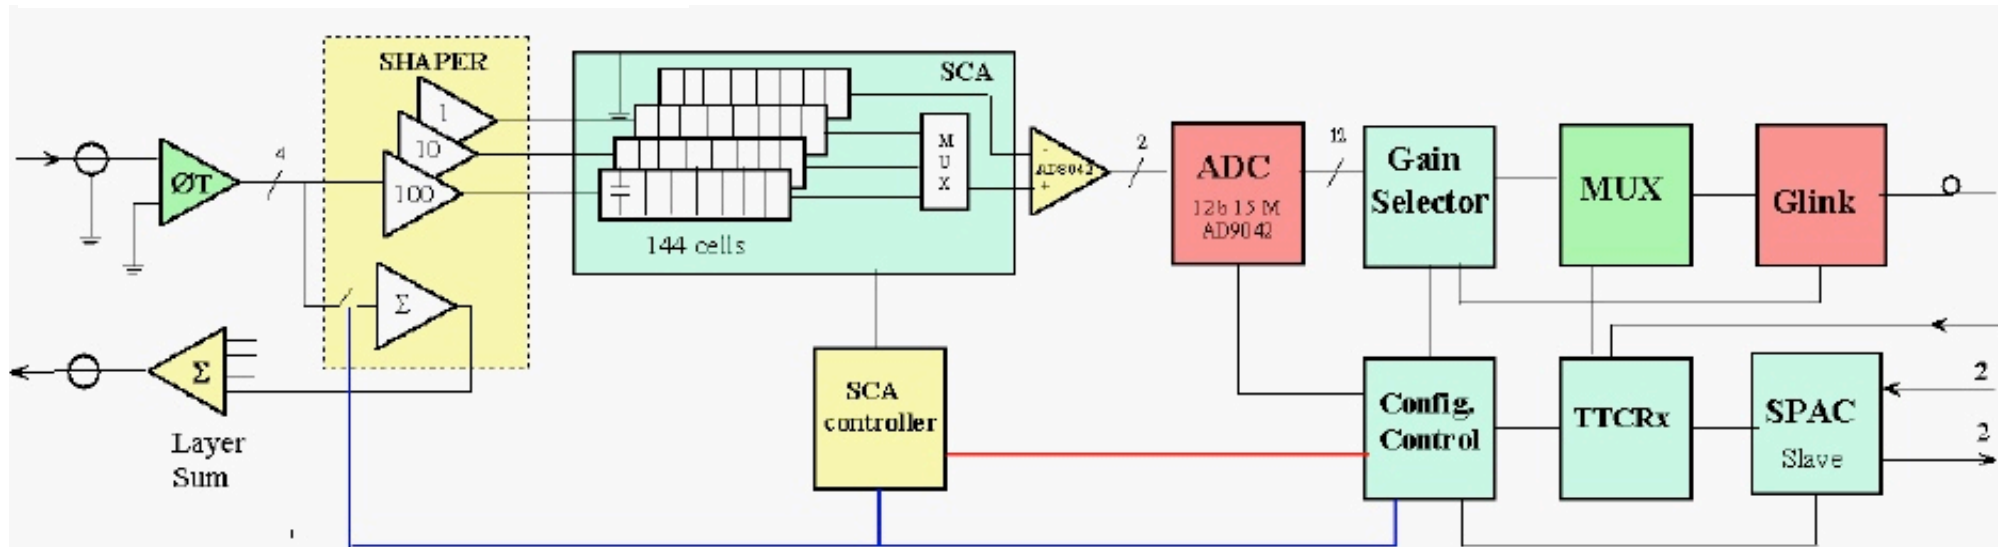 SHAPER
1
10
100
Σ
ØT
4
Σ
Layer
Sum
SCA
M
U
X
144 cells
-
AD8042
+
2
ADC
12b 15 M
AD9042
12
Gain
Selector
MUX
Glink
SCA
controller
Config.
Control
TTCRx
SPAC
Slave
2
2